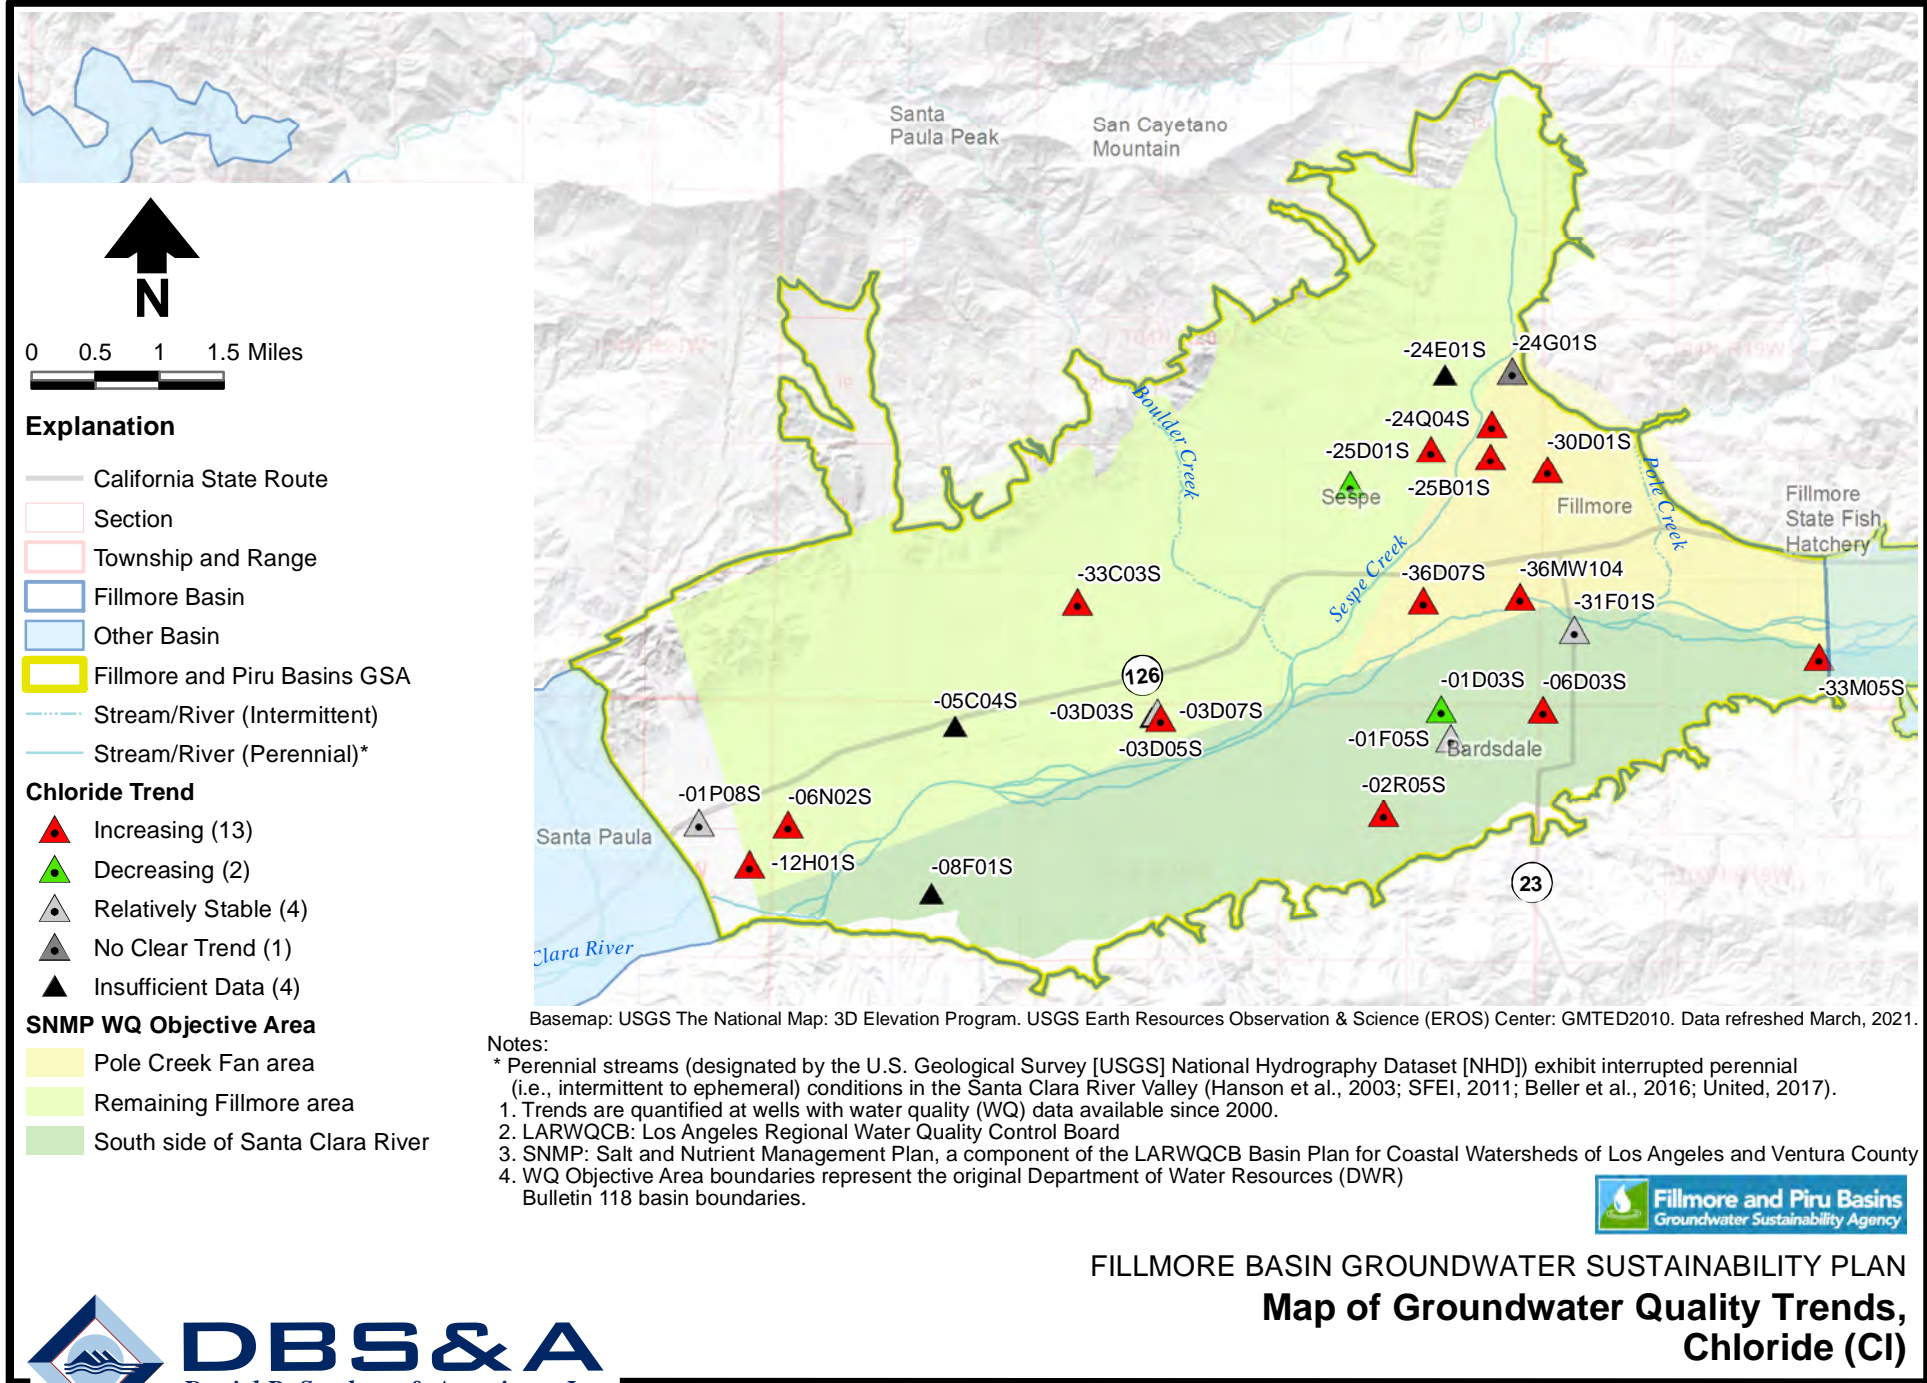 Santa
Paula Peak
San Cayetano
Mountain
N
0 0.5 1 1.5 Miles
Explanation
California State Route
Section
Township and Range
Fillmore Basin
Other Basin
Fillmore and Piru Basins GSA
Stream/River (Intermittent)
Stream/River (Perennial)*
Chloride Trend
Increasing (13)
Decreasing (2)
Relatively Stable (4)
No Clear Trend (1)
Insufficient Data (4)
SNMP WQ Objective Area
Pole Creek Fan area
Remaining Fillmore area
South side of Santa Clara River
-24E01S
-24G01S
-24Q04S
-25D01S
-30D01S
-25B01S
Sespe
Fillmore
Fillmore
State Fish
Hatchery
Boulder Creek
Pole Creek
Sespe Creek
-33C03S
-36D07S
-36MW104
-31F01S
126
-05C04S
-03D03S
-03D07S
-03D05S
-01D03S
-06D03S
-33M05S
-01F05S
Bardsdale
-02R05S
-01P08S
-06N02S
Santa Paula
-12H01S
-08F01S
23
Clara River
Basemap: USGS The National Map: 3D Elevation Program. USGS Earth Resources Observation & Science (EROS) Center: GMTED2010. Data refreshed March, 2021.
Notes:
* Perennial streams (designated by the U.S. Geological Survey [USGS] National Hydrography Dataset [NHD]) exhibit interrupted perennial
(i.e., intermittent to ephemeral) conditions in the Santa Clara River Valley (Hanson et al., 2003; SFEI, 2011; Beller et al., 2016; United, 2017).
1. Trends are quantified at wells with water quality (WQ) data available since 2000.
2. LARWQCB: Los Angeles Regional Water Quality Control Board
3. SNMP: Salt and Nutrient Management Plan, a component of the LARWQCB Basin Plan for Coastal Watersheds of Los Angeles and Ventura County
4. WQ Objective Area boundaries represent the original Department of Water Resources (DWR)
Bulletin 118 basin boundaries.
Fillmore and Piru Basins
Groundwater Sustainability Agency
FILLMORE BASIN GROUNDWATER SUSTAINABILITY PLAN
Map of Groundwater Quality Trends,
Chloride (Cl)
DBS&A